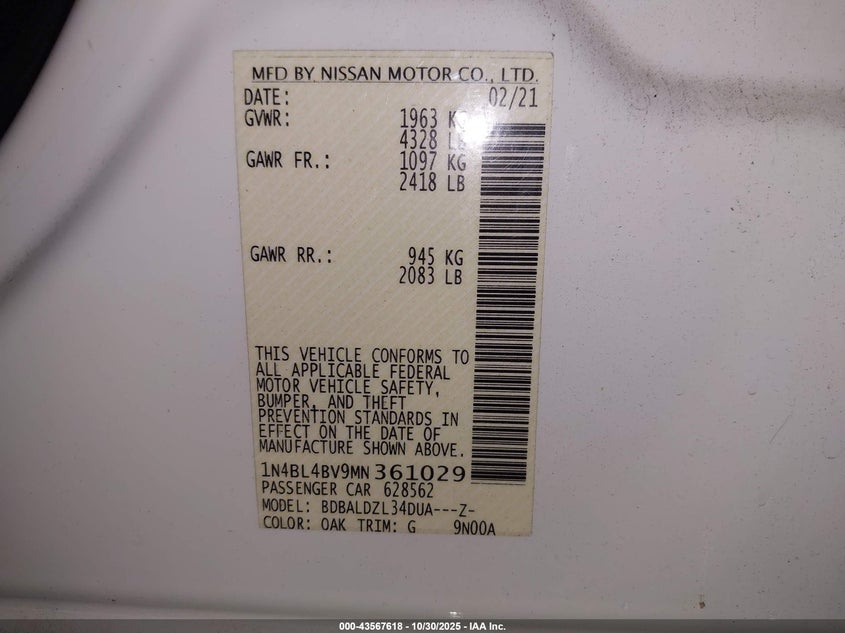 MFD BY NISSAN MOTOR CO., LTD.
DATE: 02/21
GVWR: 1963 KG
4328 LB
GAWR FR.: 1097 KG
2418 LB
GAWR RR.: 945 KG
2083 LB
THIS VEHICLE CONFORMS TO
ALL APPLICABLE FEDERAL
MOTOR VEHICLE SAFETY,
BUMPER, AND THEFT
PREVENTION STANDARDS IN
EFFECT ON THE DATE OF
MANUFACTURE SHOWN ABOVE.
1N4BL4BV9MN361029
PASSENGER CAR 628562
MODEL: BDBALDZL34DUA---Z-
COLOR: OAK TRIM: G 9N00A
000-43567618 - 10/30/2025 - IAA Inc.